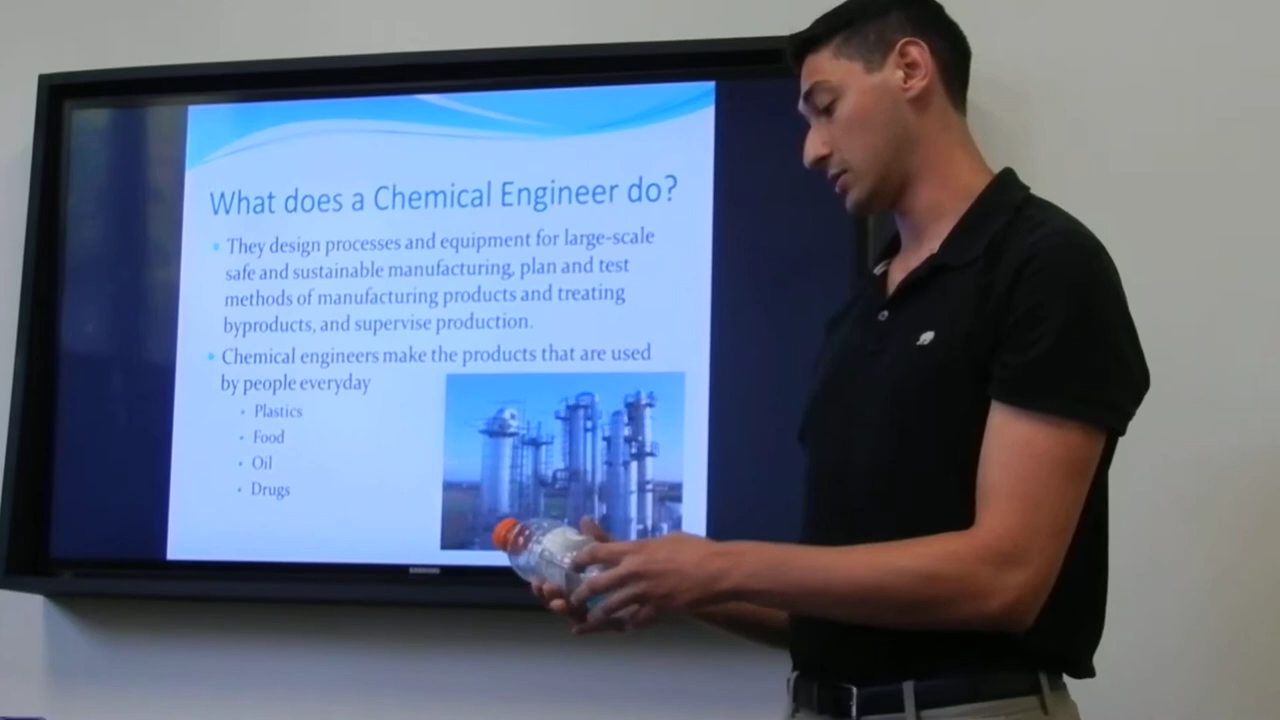 What does a Chemical Engineer do?
They design processes and equipment for large-scale
safe and sustainable manufacturing, plan and test
methods of manufacturing products and treating
byproducts, and supervise production.
Chemical engineers make the products that are used
by people everyday
Plastics
Food
Oil
Drugs
SAMSUNG